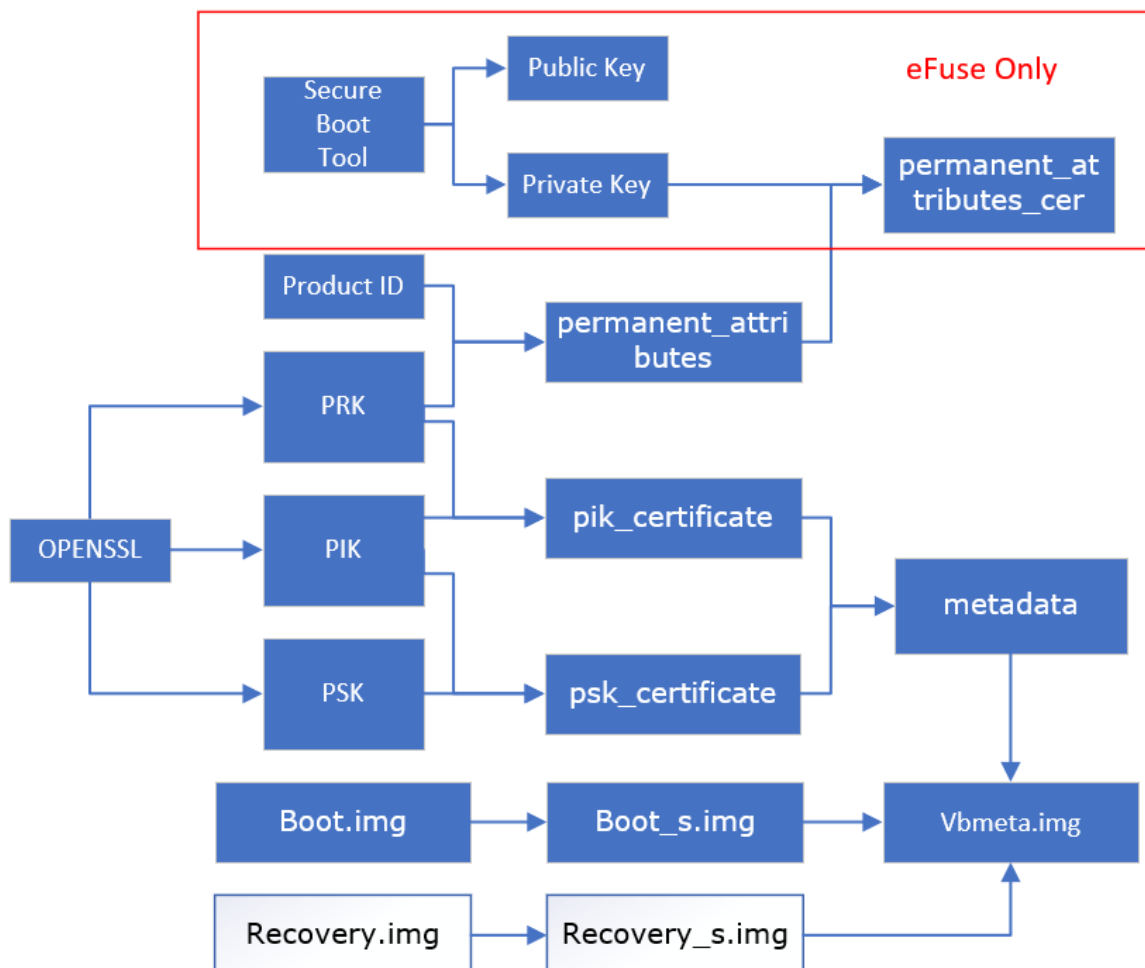 Public Key
eFuse Only
Secure
Boot
Tool
Private Key
permanent_at
tributes_cer
Product ID
permanent_attri
butes
PRK
pik_certificate
OPENSSL
PIK
metadata
PSK
psk_certificate
Boot.img
Boot_s.img
Vbmeta.img
Recovery.img
Recovery_s.img